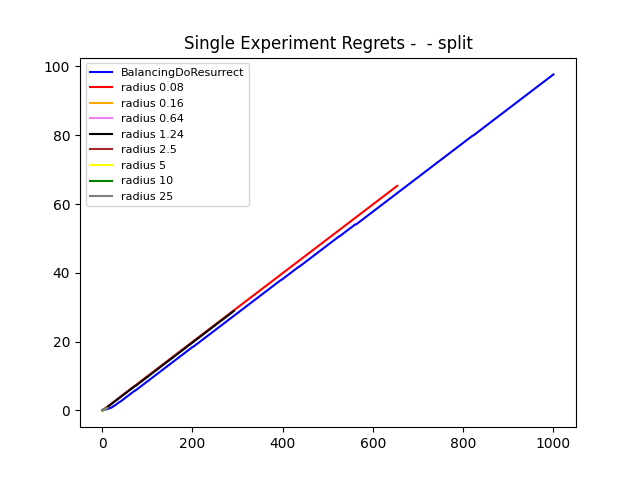 Single Experiment Regrets -  - split
100
80
60
40
20
0
BalancingDoResurrect
radius 0.08
radius 0.16
radius 0.64
radius 1.24
radius 2.5
radius 5
radius 10
radius 25
0 200 400 600 800 1000